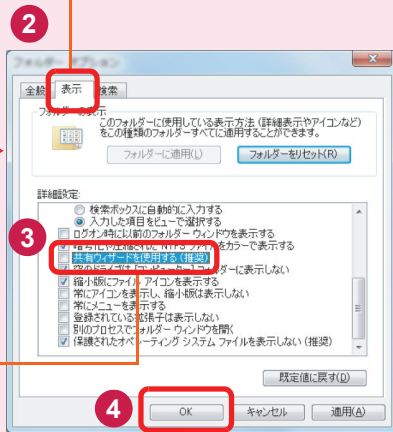 2
フォルダー オプション
全般 表示 検索
フォルダーの表示
このフォルダーに使用している表示方法 (詳細表示やアイコンなど)
をこの種類のフォルダーすべてに適用することができます。
フォルダーに適用(L) フォルダーをリセット(R)
詳細設定:
検索ボックスに自動的に入力する
入力した項目をビューで選択する
3
ログオン時に以前のフォルダー ウィンドウを表示する
暗号化や圧縮された NTFS ファイルをカラーで表示する
共有ウィザードを使用する (推奨)
空のドライブは [コンピューター] フォルダーに表示しない
縮小版にファイル アイコンを表示する
常にアイコンを表示し、縮小版は表示しない
常にメニューを表示する
登録されている拡張子は表示しない
別のプロセスでフォルダー ウィンドウを開く
保護されたオペレーティング システム ファイルを表示しない (推奨)
既定値に戻す(D)
4
OK キャンセル 適用(A)